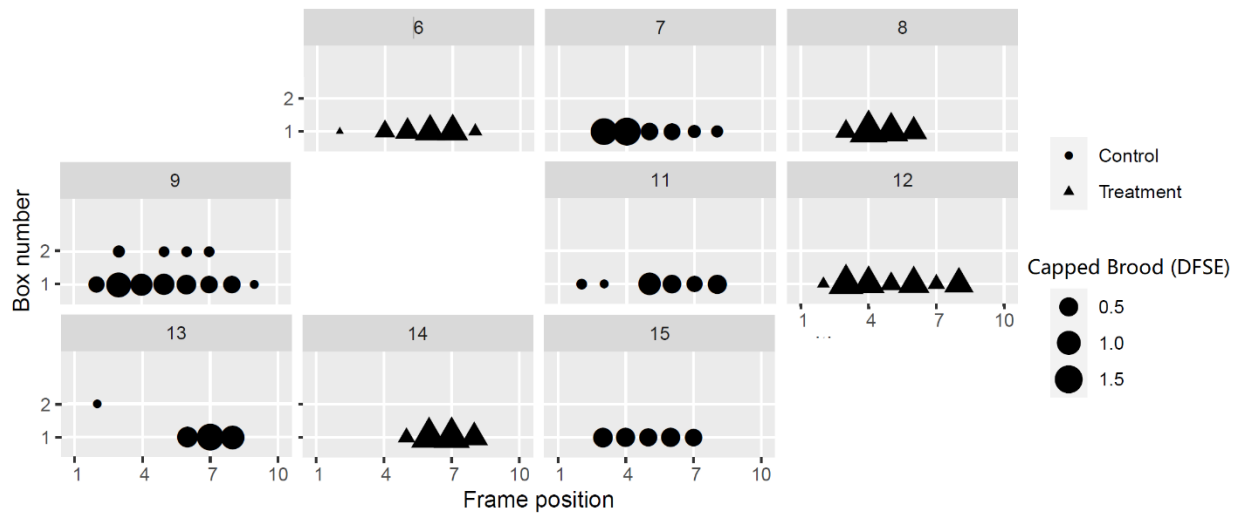 6
7
8
2
1
Control
Treatment
9
11
12
Box number
2
1
Capped Brood (DFSE)
0.5
1.0
1.5
1 4 7 10
13
14
15
2
1
1 4 7 10
1 4 7 10
1 4 7 10
Frame position